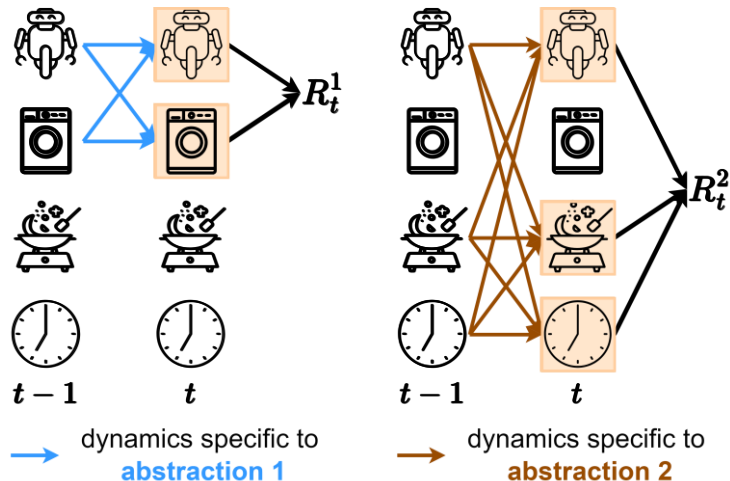 R_t^1
R_t^2
t − 1
t
t − 1
t
dynamics specific to
abstraction 1
dynamics specific to
abstraction 2